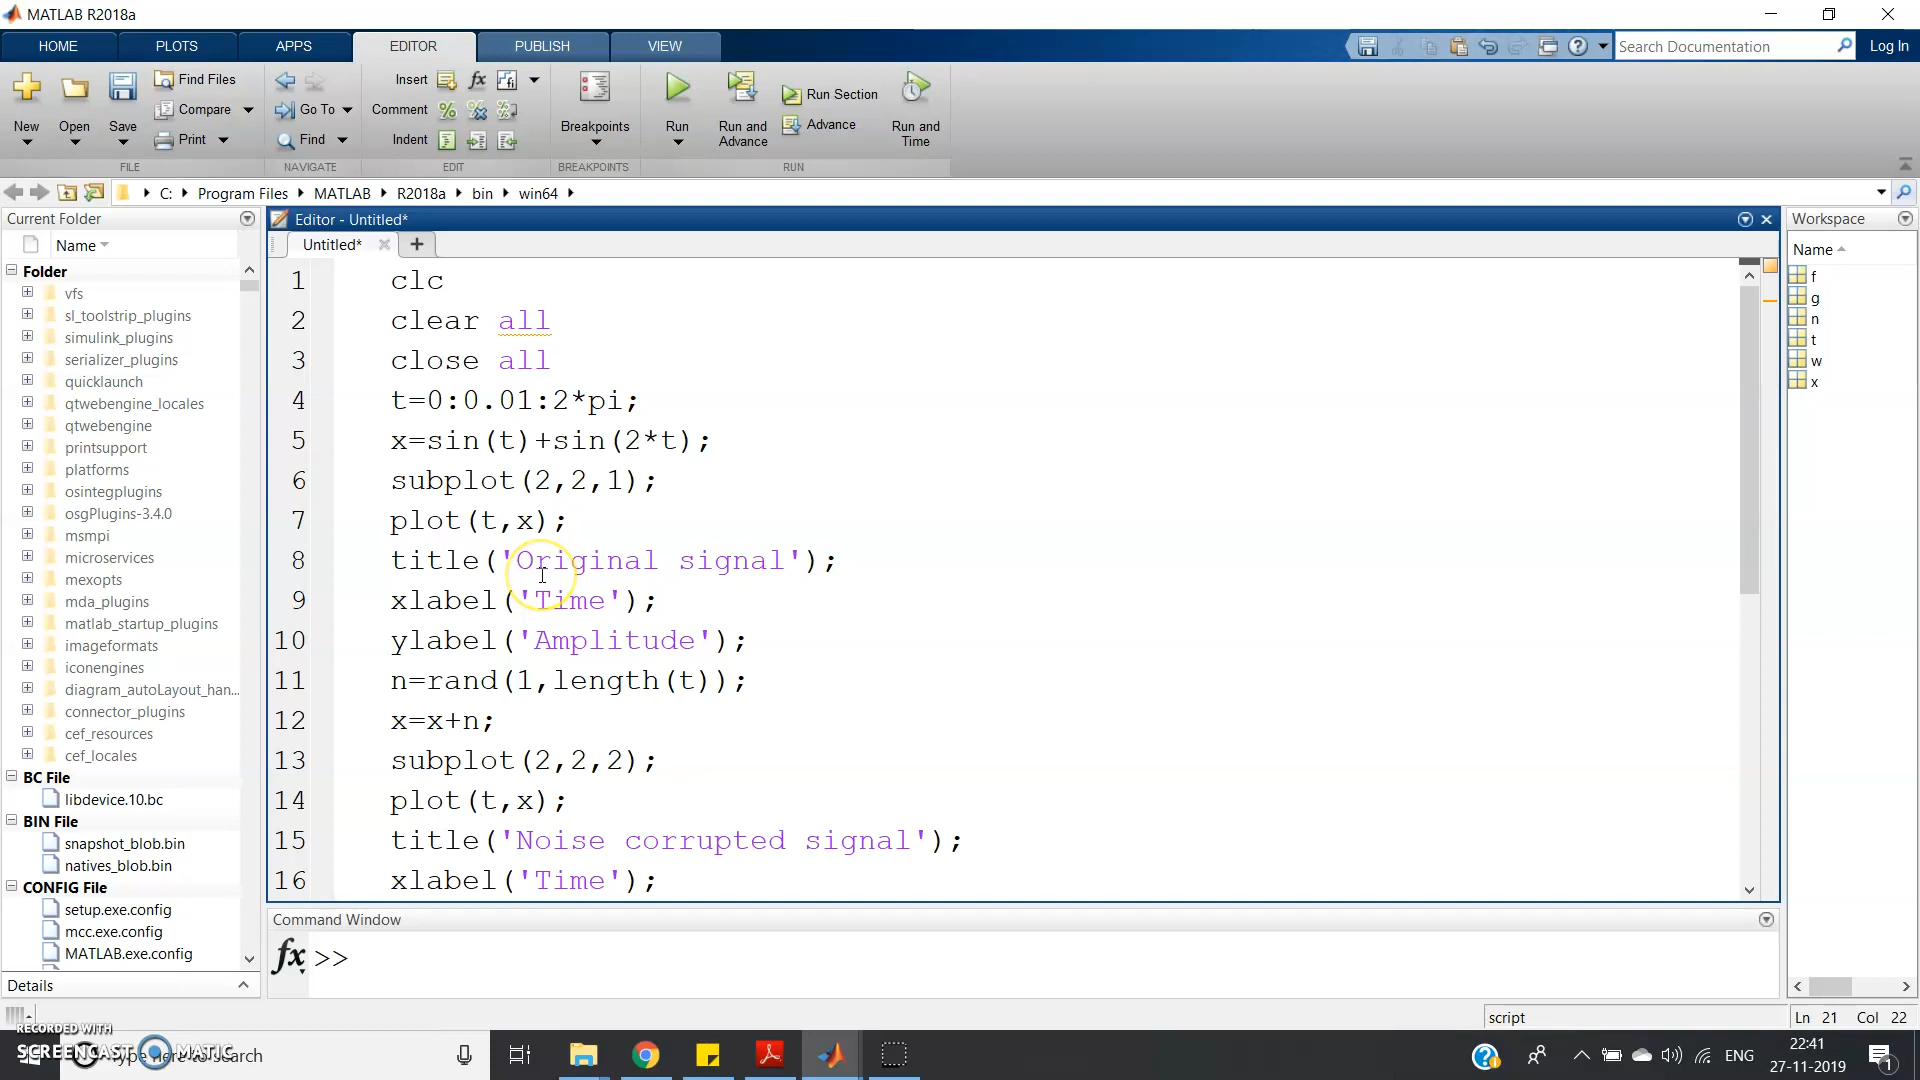 MATLAB R2018a
HOME PLOTS APPS EDITOR PUBLISH VIEW
Search Documentation
Log In
New
Open
Save
Find Files
Compare
Print
FILE
Go To
Find
NAVIGATE
Insert
Comment
Indent
EDIT
Breakpoints
BREAKPOINTS
Run
Run and Advance
Run Section
Advance
Run and Time
RUN
C: Program Files MATLAB R2018a bin win64
Current Folder
Name
Folder
vfs
sl_toolstrip_plugins
simulink_plugins
serializer_plugins
quicklaunch
qtwebengine_locales
qtwebengine
printsupport
platforms
osintegplugins
osgPlugins-3.4.0
msmpi
microservices
mexopts
mda_plugins
matlab_startup_plugins
imageformats
iconengines
diagram_autoLayout_han...
connector_plugins
cef_resources
cef_locales
BC File
libdevice.10.bc
BIN File
snapshot_blob.bin
natives_blob.bin
CONFIG File
setup.exe.config
mcc.exe.config
MATLAB.exe.config
Details
Editor - Untitled*
Untitled*
1 clc
2 clear all
3 close all
4 t=0:0.01:2*pi;
5 x=sin(t)+sin(2*t);
6 subplot(2,2,1);
7 plot(t,x);
8 title('Original signal');
9 xlabel('Time');
10 ylabel('Amplitude');
11 n=rand(1,length(t));
12 x=x+n;
13 subplot(2,2,2);
14 plot(t,x);
15 title('Noise corrupted signal');
16 xlabel('Time');
Command Window
fx >>
Workspace
Name
f
g
n
t
w
x
script
Ln 21 Col 22
RECORDED WITH
SCREENCAST MATIC
Type here to search
ENG
22:41
27-11-2019
1